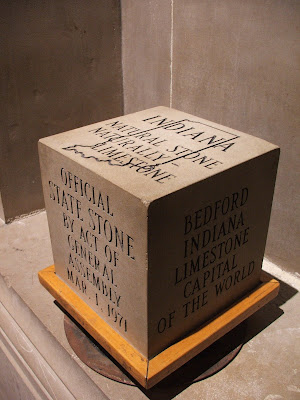 INDIANA
NATURAL STONE
NATURALLY -
LIMESTONE
OFFICIAL
STATE STONE
BY ACT OF
GENERAL
ASSEMBLY
MAR. 1, 1971
BEDFORD
INDIANA
LIMESTONE
CAPITAL
OF THE WORLD